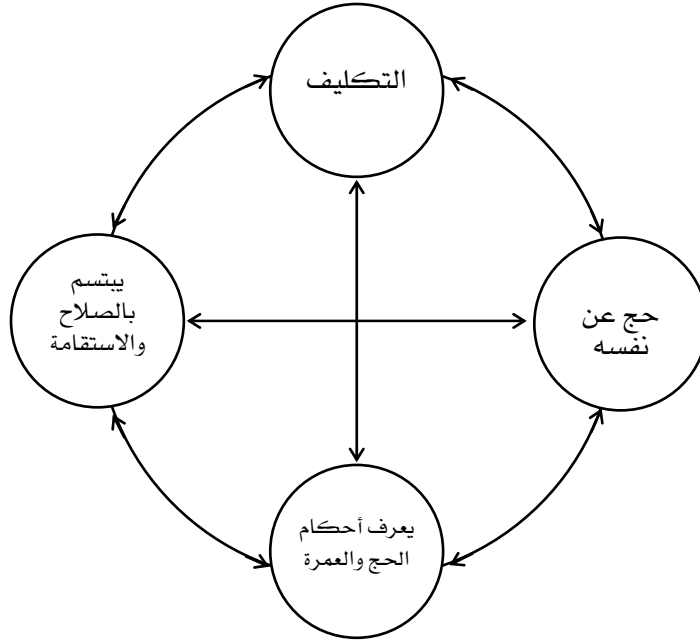 التكليف
حج عن
نفسه
يبتسم
بالصلاح
والاستقامة
يعرف أحكام
الحج والعمرة